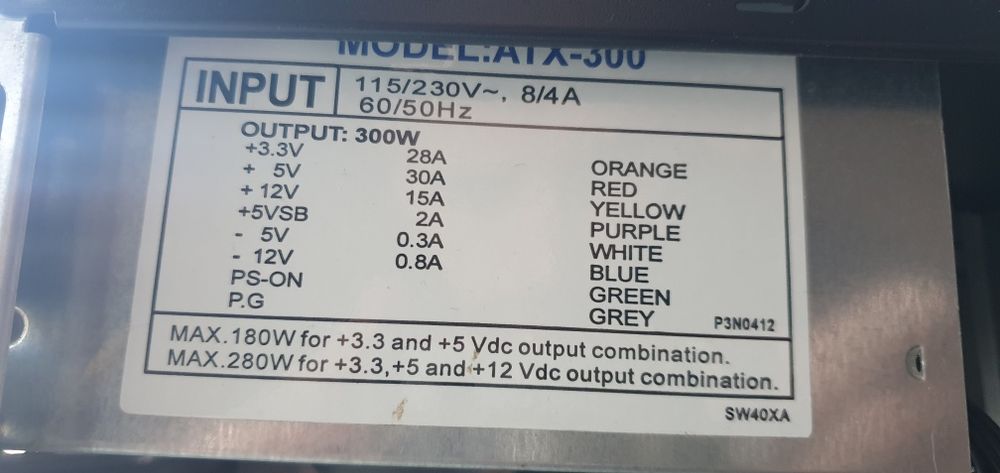 MODEL:ATX-300
INPUT 115/230V~, 8/4A
60/50Hz
OUTPUT: 300W
+3.3V 28A ORANGE
+ 5V 30A RED
+ 12V 15A YELLOW
+5VSB 2A PURPLE
- 5V 0.3A WHITE
- 12V 0.8A BLUE
PS-ON GREEN
P.G GREY P3N0412
MAX.180W for +3.3 and +5 Vdc output combination.
MAX.280W for +3.3,+5 and +12 Vdc output combination.
SW40XA